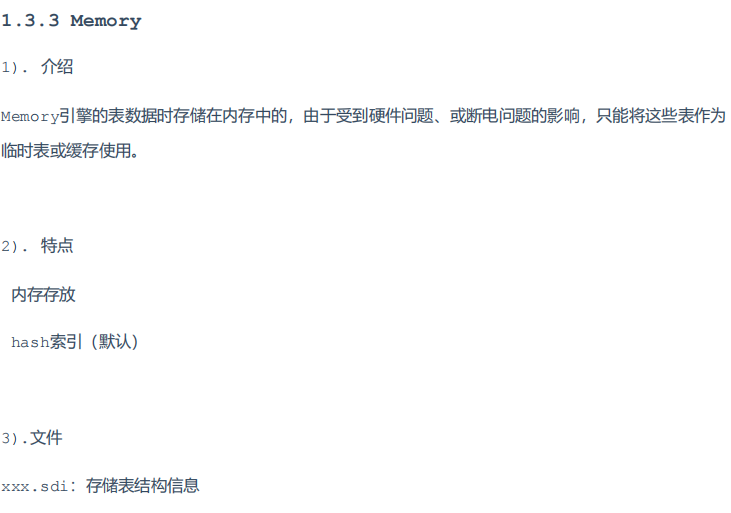 1.3.3 Memory
1). 介绍
Memory引擎的表数据时存储在内存中的，由于受到硬件问题、或断电问题的影响，只能将这些表作为
临时表或缓存使用。
2). 特点
内存存放
hash索引（默认）
3).文件
xxx.sdi：存储表结构信息